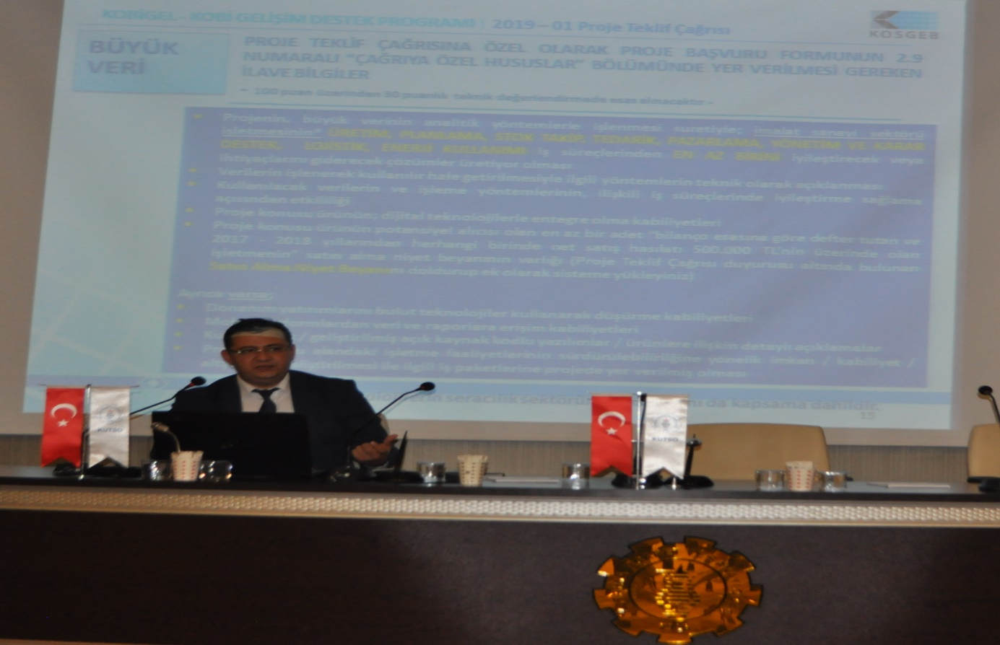 KOBİGEL - KOBİ GELİŞİM DESTEK PROGRAMI | 2019 – 01 Proje Teklif Çağrısı
KOSGEB
BÜYÜK
VERİ
PROJE TEKLİF ÇAĞRISINA ÖZEL OLARAK PROJE BAŞVURU FORMUNUN 2.9
NUMARALI "ÇAĞRIYA ÖZEL HUSUSLAR" BÖLÜMÜNDE YER VERİLMESİ GEREKEN
İLAVE BİLGİLER
– 100 puan üzerinden 30 puanlık teknik değerlendirmede esas alınacaktır -
• Projenin, büyük verinin analitik yöntemlerle işlenmesi suretiyle; imalat sanayi sektörü
işletmesinin* ÜRETİM, PLANLAMA, STOK TAKİP, TEDARİK, PAZARLAMA, YÖNETİM VE KARAR
DESTEK, LOJİSTİK, ENERJİ KULLANIMI iş süreçlerinden EN AZ BİRİNİ iyileştirecek veya
ihtiyaçlarını giderecek çözümler üretiyor olması
• Verilerin işlenerek kullanılır hale getirilmesiyle ilgili yöntemlerin teknik olarak açıklanması
• Kullanılacak verilerin ve işleme yöntemlerinin, ilişkili iş süreçlerinde iyileştirme sağlama
açısından etkililiği
• Proje konusu ürünün; dijital teknolojilerle entegre olma kabiliyetleri
• Proje konusu ürünün potansiyel alıcısı olan en az bir adet "bilanço esasına göre defter tutan ve
2017 - 2018 yıllarından herhangi birinde net satış hasılatı 500.000 TL'nin üzerinde olan
işletmenin" satın alma niyet beyanının varlığı (Proje Teklif Çağrısı duyurusu altında bulunan
Satın Alma Niyet Beyanını doldurup ek olarak sisteme yükleyiniz)
Ayrıca varsa;
• Donanım yatırımlarını bulut teknolojiler kullanarak düşürme kabiliyetleri
• veri ve raporlara erişim kabiliyetleri
• / geliştirilmiş açık kaynak kodlu yazılımlar / ürünlere ilişkin detaylı açıklamalar
• alandaki işletme faaliyetlerinin sürdürülebilirliğine yönelik imkan / kabiliyet /
ile ilgili iş paketlerine projede yer verilmiş olması
seracılık sektörü da kapsama dahildir.
15
KUTSO
KUTSO